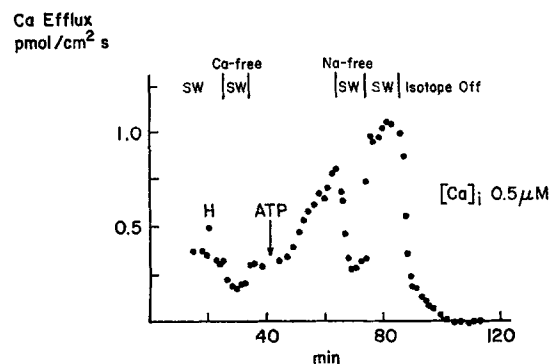 Ca Efflux
pmol/cm² s
Ca-free
Na-free
SW |SW| |SW| SW |Isotope Off
1.0
H
ATP
[Ca]i 0.5μM
0.5
40
80
120
min